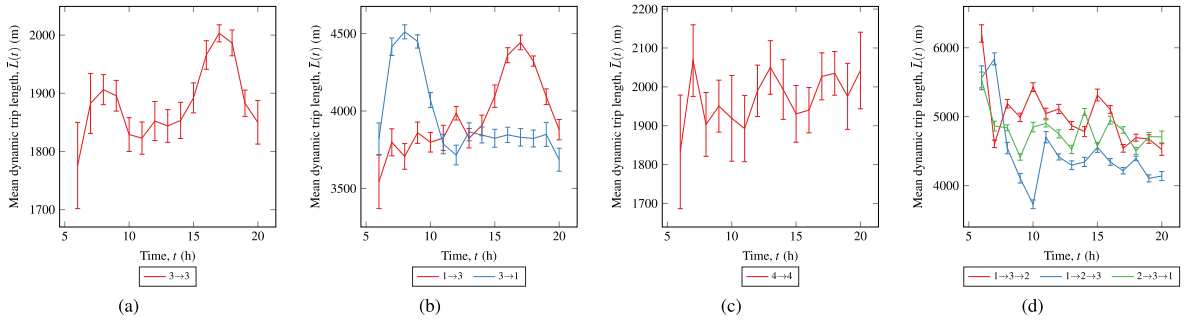 Mean dynamic trip length, L̄(t) (m)
2000
1900
1800
1700
5 10 15 20
Time, t (h)
3→3
(a)
Mean dynamic trip length, L̄(t) (m)
4500
4000
3500
5 10 15 20
Time, t (h)
1→3 3→1
(b)
Mean dynamic trip length, L̄(t) (m)
2200
2100
2000
1900
1800
1700
5 10 15 20
Time, t (h)
4→4
(c)
Mean dynamic trip length, L̄(t) (m)
6000
5000
4000
5 10 15 20
Time, t (h)
1→3→2 1→2→3 2→3→1
(d)